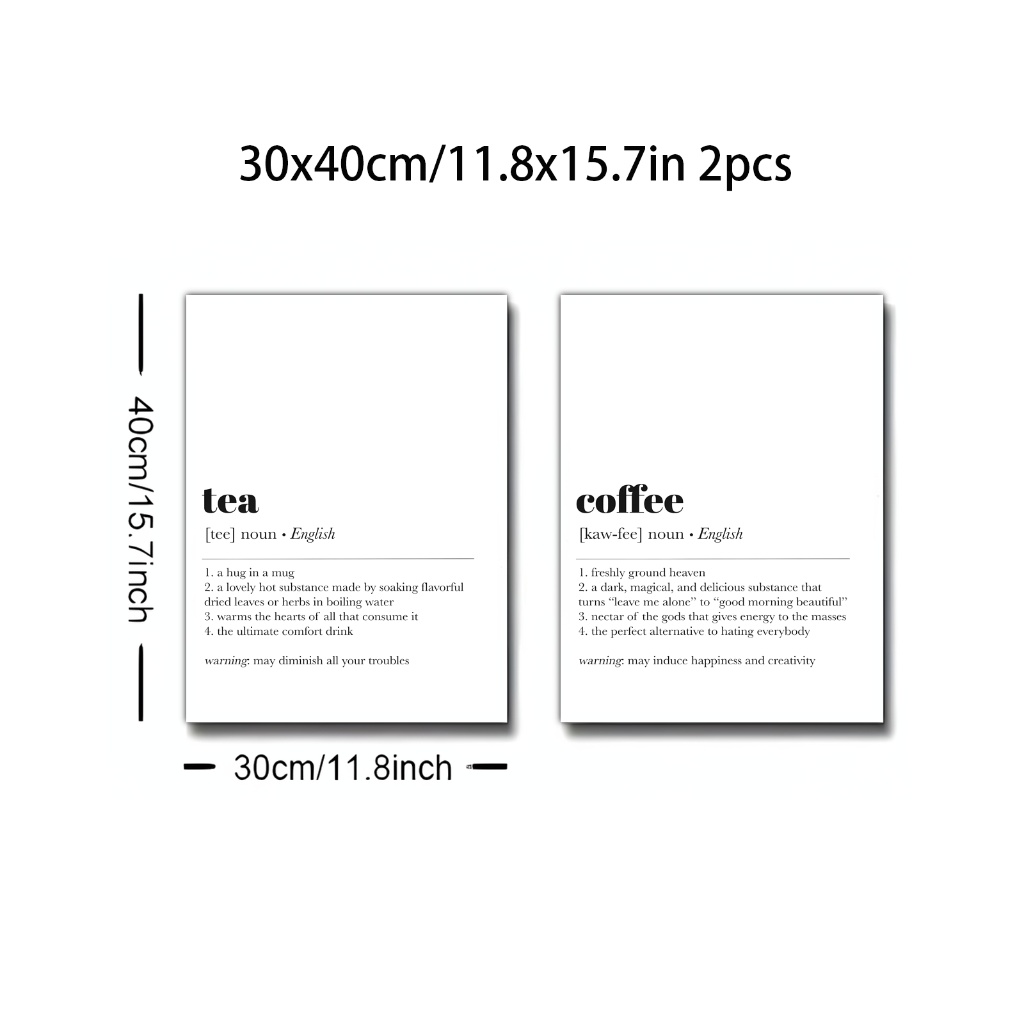 30x40cm/11.8x15.7in 2pcs
40cm/15.7inch
tea
[tee] noun • English
1. a hug in a mug
2. a lovely hot substance made by soaking flavorful
dried leaves or herbs in boiling water
3. warms the hearts of all that consume it
4. the ultimate comfort drink
warning: may diminish all your troubles
coffee
[kaw-fee] noun • English
1. freshly ground heaven
2. a dark, magical, and delicious substance that
turns “leave me alone” to “good morning beautiful”
3. nectar of the gods that gives energy to the masses
4. the perfect alternative to hating everybody
warning: may induce happiness and creativity
30cm/11.8inch